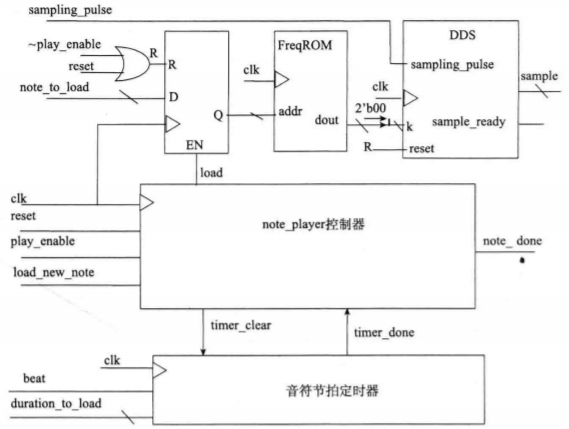 sampling_pulse
~play_enable
R
reset
R
note_to_load
D
Q
EN
FreqROM
clk
addr
dout
2'b00
DDS
sampling_pulse
clk
k
sample
sample_ready
R
reset
load
clk
reset
play_enable
load_new_note
note_player控制器
note_ done
timer_clear
timer_done
clk
beat
duration_to_load
音符节拍定时器